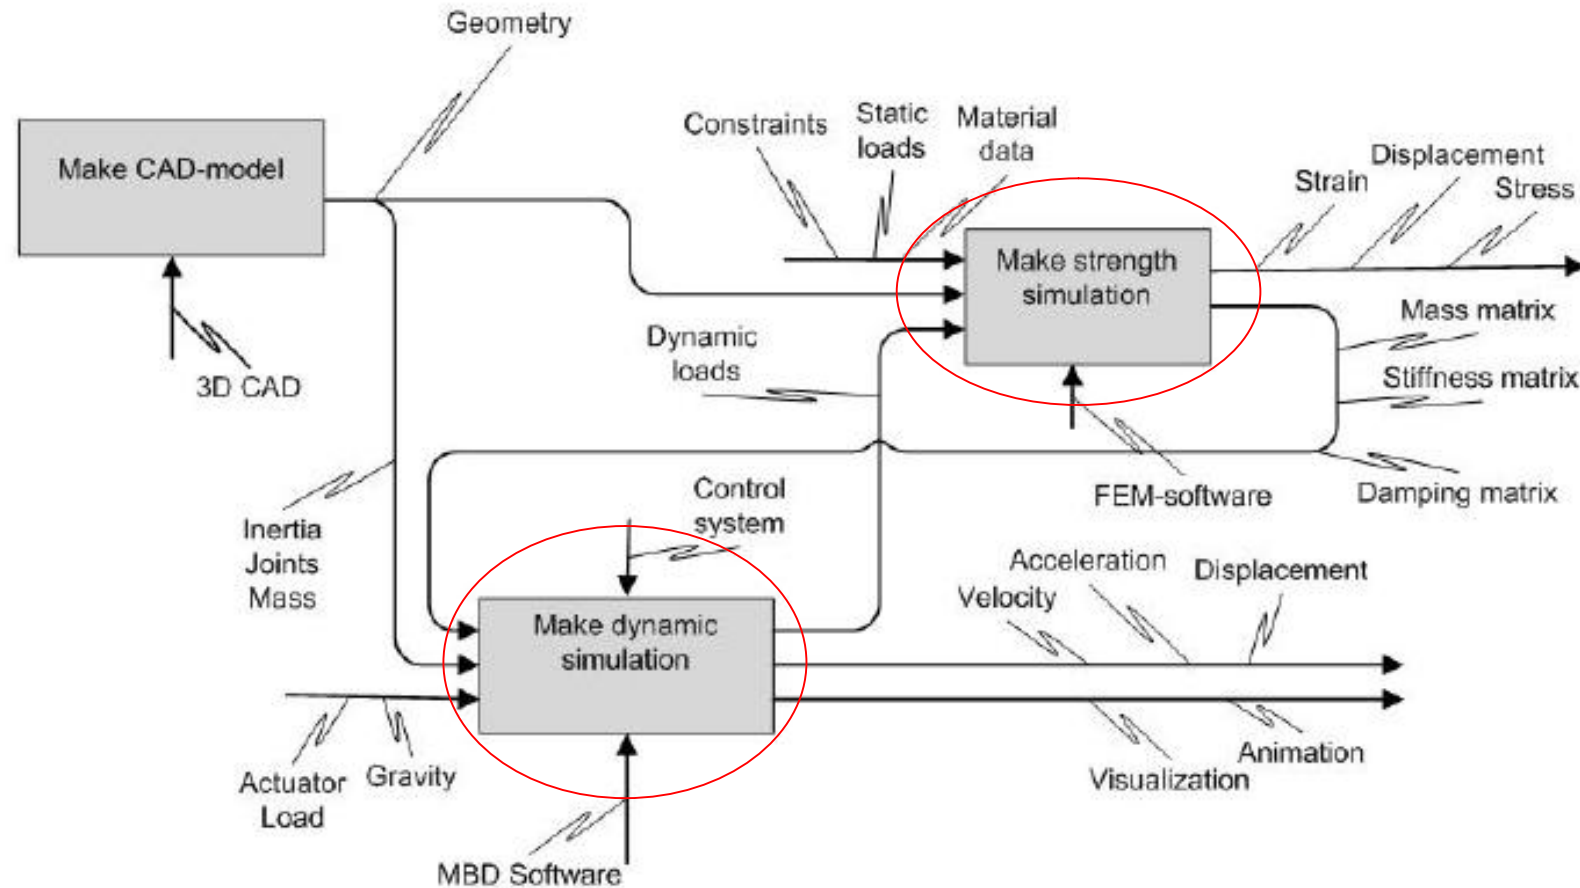 Geometry
Make CAD-model
3D CAD
Constraints
Static
loads
Material
data
Make strength
simulation
Strain
Displacement
Stress
Mass matrix
Stiffness matrix
Damping matrix
Dynamic
loads
FEM-software
Inertia
Joints
Mass
Control
system
Make dynamic
simulation
Acceleration
Velocity
Displacement
Actuator
Load
Gravity
MBD Software
Visualization
Animation